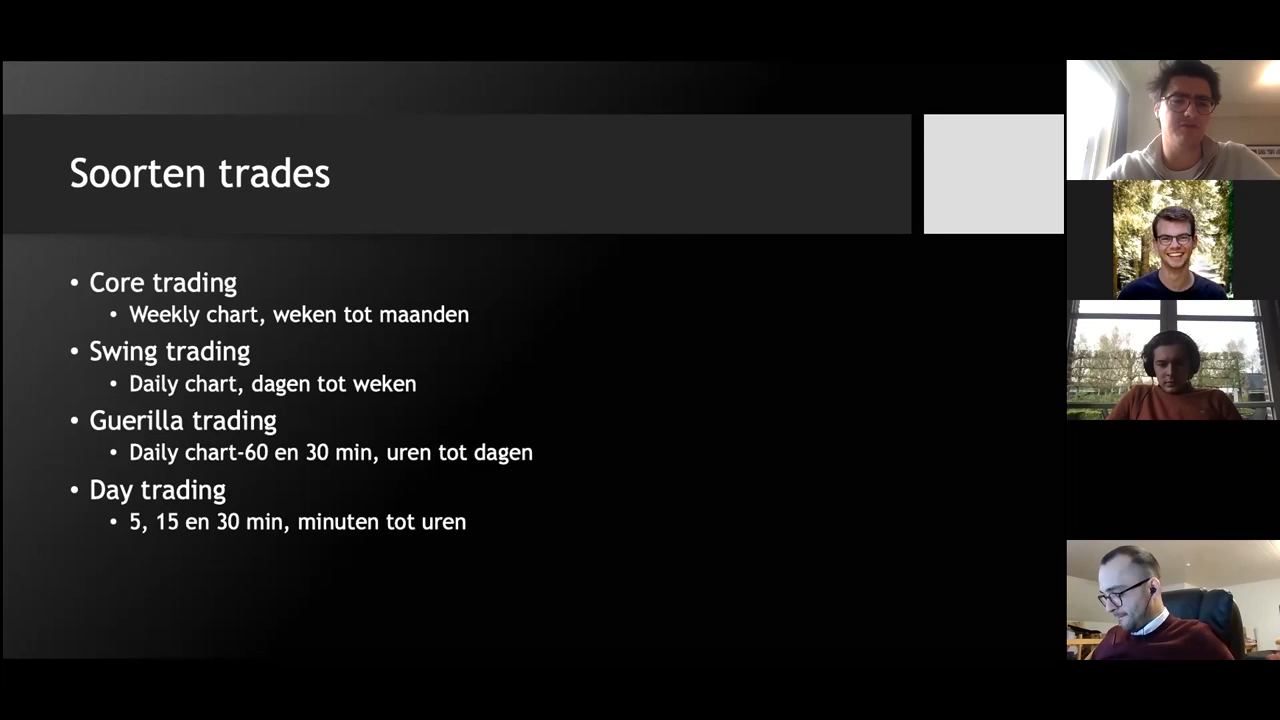 Soorten trades
• Core trading
• Weekly chart, weken tot maanden
• Swing trading
• Daily chart, dagen tot weken
• Guerilla trading
• Daily chart-60 en 30 min, uren tot dagen
• Day trading
• 5, 15 en 30 min, minuten tot uren